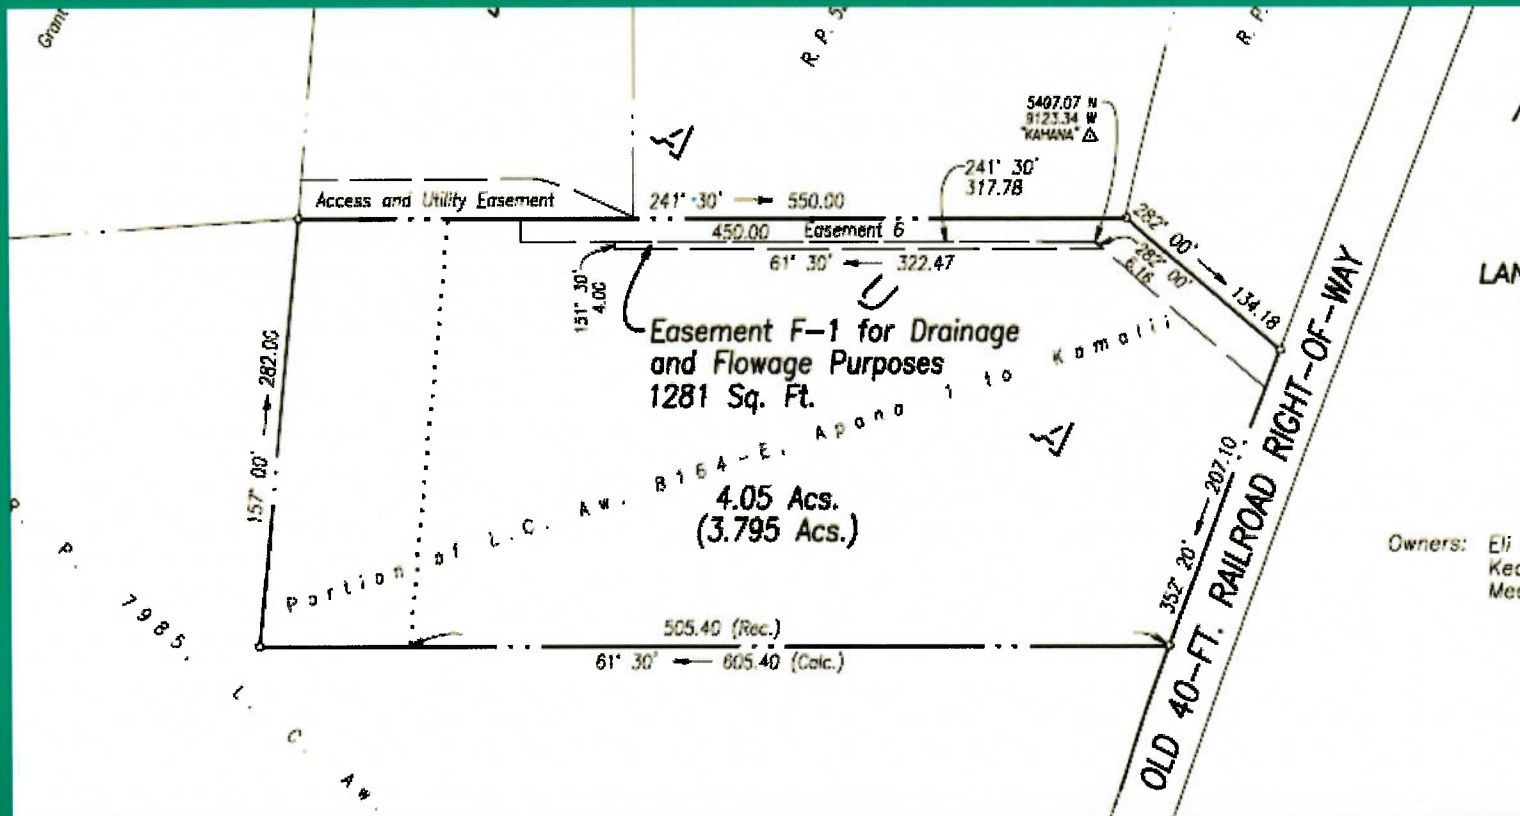 Grant
R. P. 5
R. P.
5497.07 N
9123.34 W
"KAMANA"
241° 30'
317.78
Access and Utility Easement
241° 30' 550.00
282° 00' 134.18
450.00 Easement 6
282° 00'
6.16
61° 30' 322.47
151° 30'
4.00
Easement F-1 for Drainage
and Flowage Purposes
1281 Sq. Ft.
157° 00' 282.00
Portion of L.C. Aw. 8164-E, Apana 1 to Kamalii
4.05 Acs.
(3.795 Acs.)
352° 20' 207.10
OLD 40-FT. RAILROAD RIGHT-OF-WAY
LAN
Owners: Eli
505.40 (Rec.)
61° 30' 605.40 (Calc.)
P. 7985, L. C. Aw.